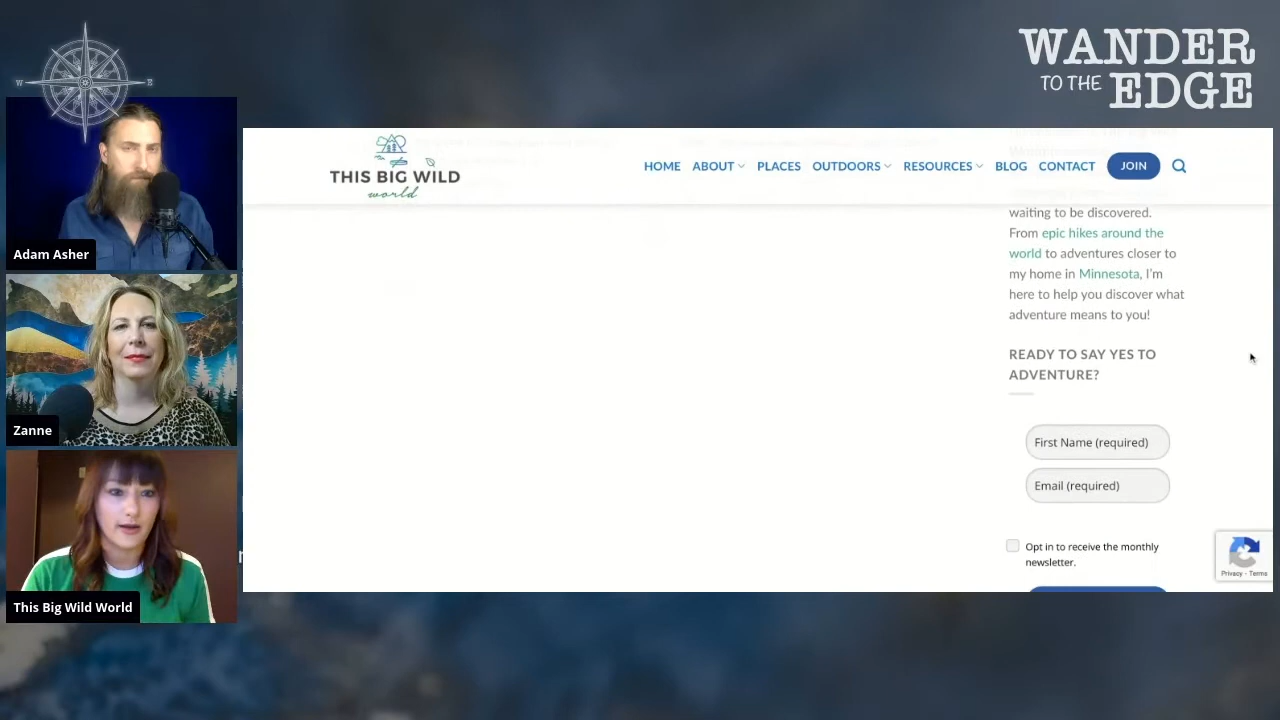 W
E
WANDER
TO THE EDGE
Adam Asher
Zanne
This Big Wild World
THIS BIG WILD
world
HOME ABOUT PLACES OUTDOORS RESOURCES BLOG CONTACT JOIN
waiting to be discovered.
From epic hikes around the
world to adventures closer to
my home in Minnesota, I'm
here to help you discover what
adventure means to you!
READY TO SAY YES TO
ADVENTURE?
First Name (required)
Email (required)
Opt in to receive the monthly
newsletter.
Privacy - Terms